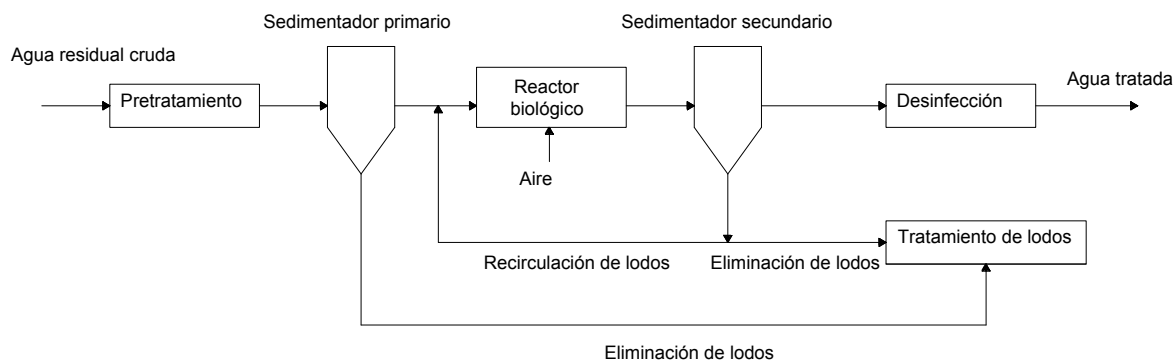 Sedimentador primario
Sedimentador secundario
Agua residual cruda
Pretratamiento
Reactor
biológico
Desinfección
Agua tratada
Aire
Recirculación de lodos
Eliminación de lodos
Tratamiento de lodos
Eliminación de lodos